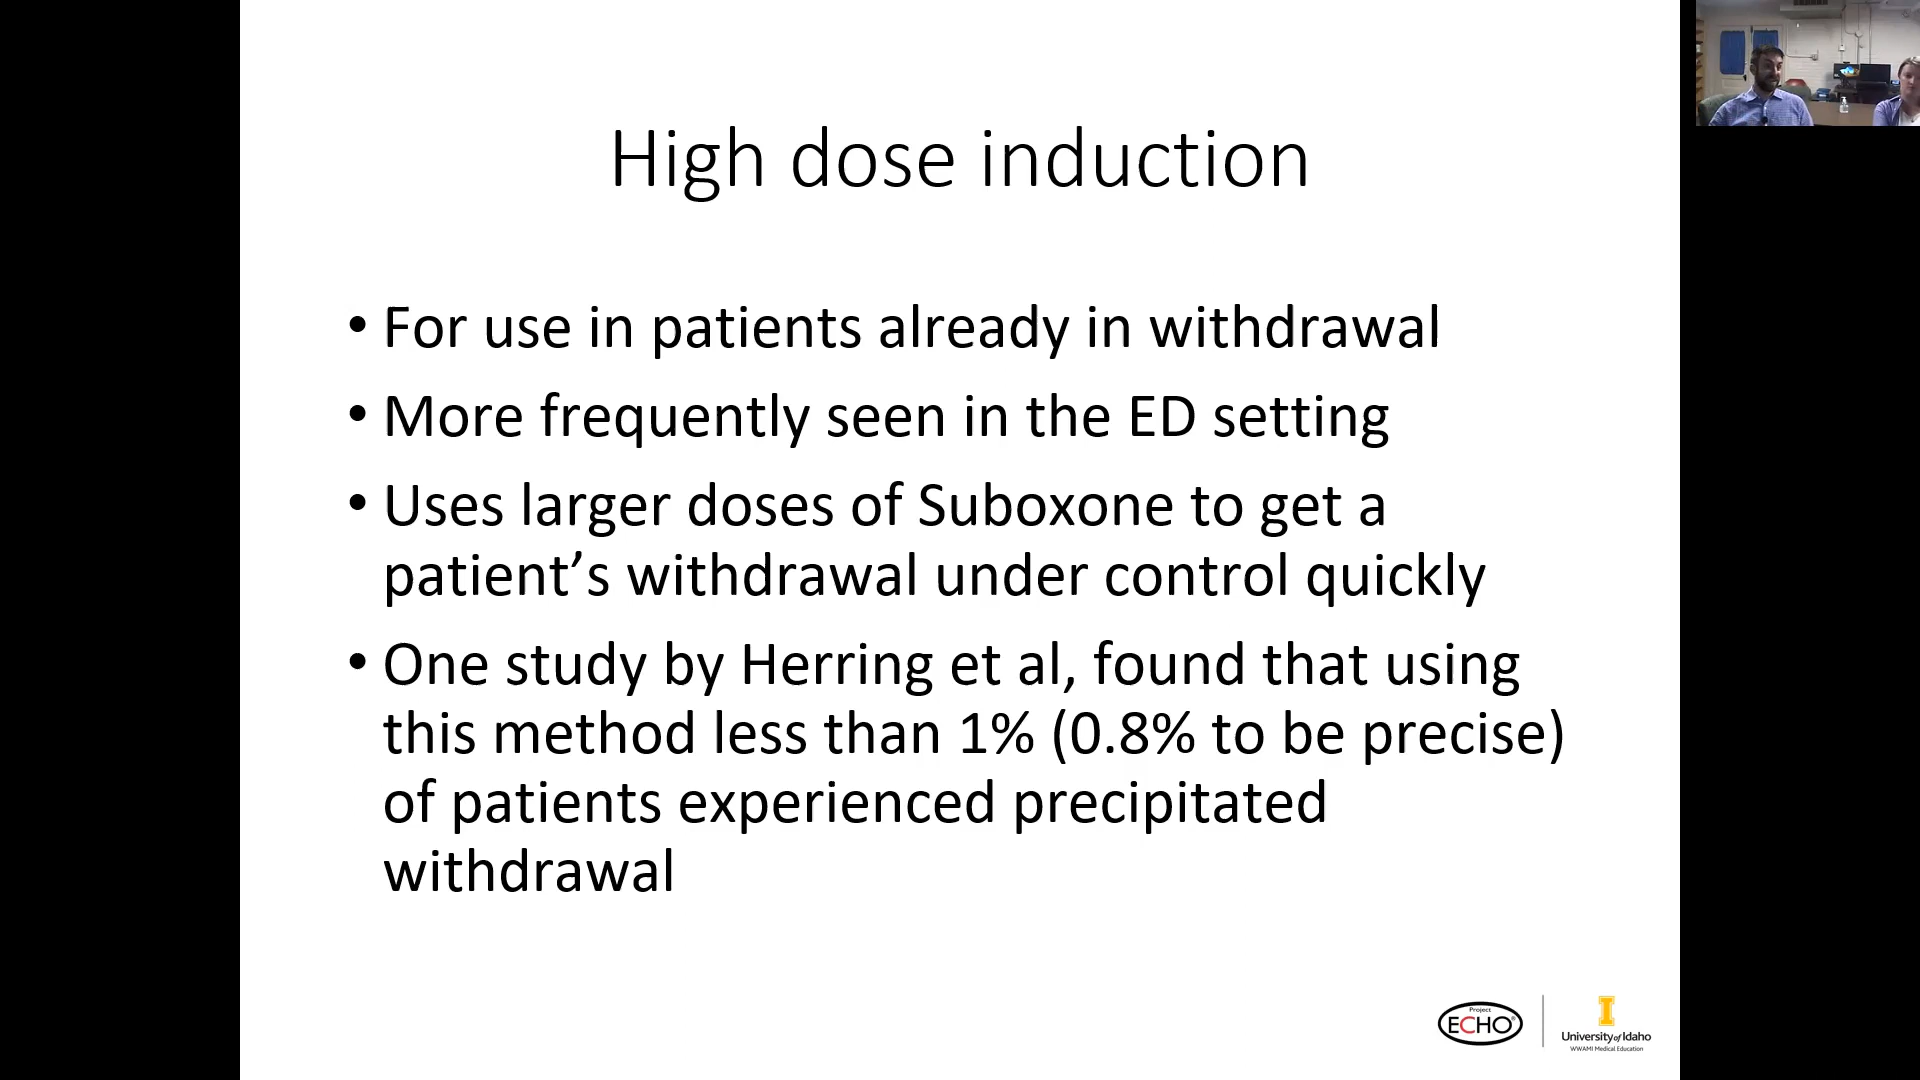 High dose induction
• For use in patients already in withdrawal
• More frequently seen in the ED setting
• Uses larger doses of Suboxone to get a
patient’s withdrawal under control quickly
• One study by Herring et al, found that using
this method less than 1% (0.8% to be precise)
of patients experienced precipitated
withdrawal
Project
ECHO®
I
University of Idaho
WWAMI Medical Education